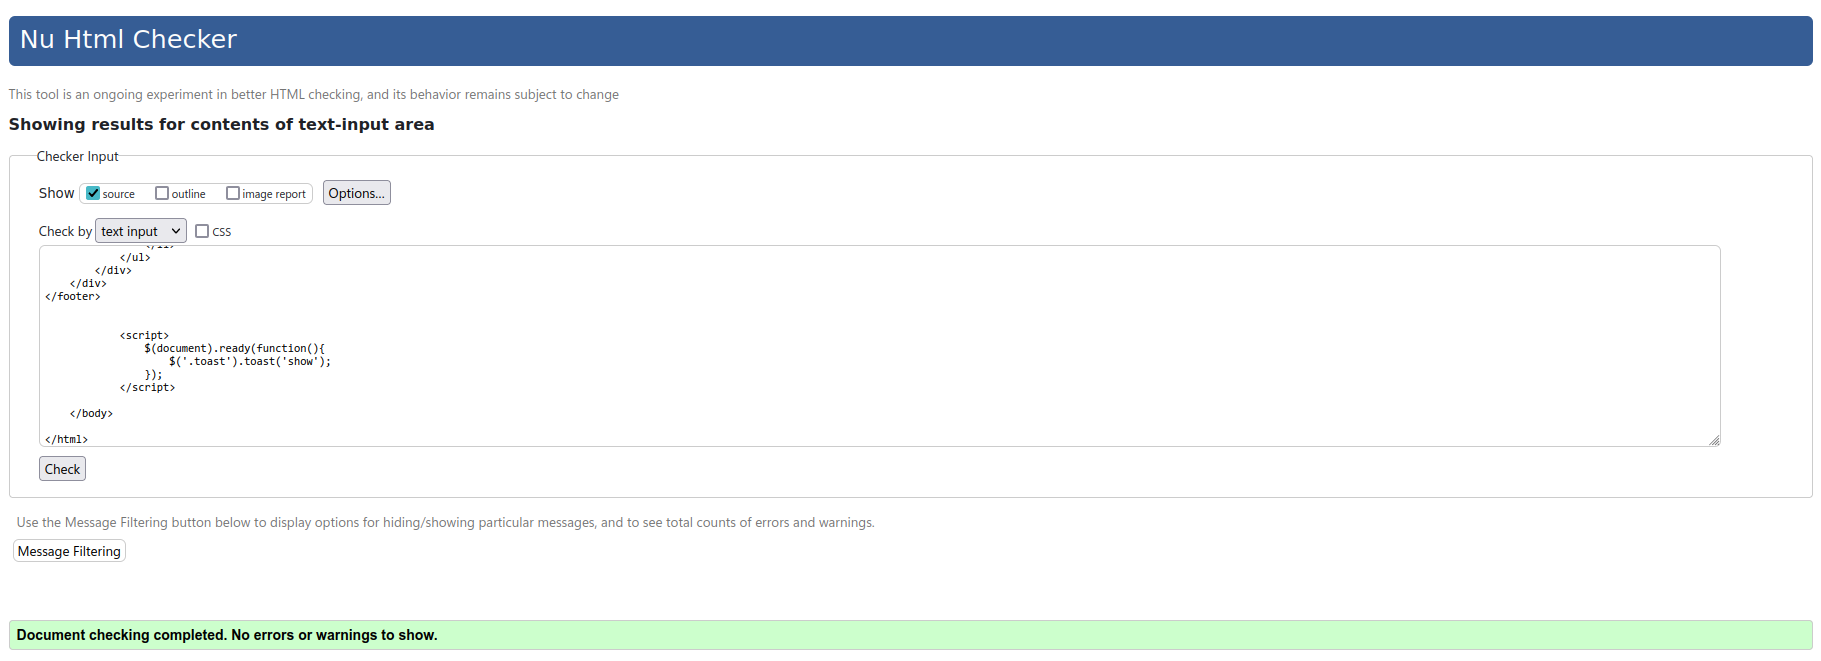 Nu Html Checker
This tool is an ongoing experiment in better HTML checking, and its behavior remains subject to change
Showing results for contents of text-input area
Checker Input
Show source outline image report Options...
Check by text input CSS
</li>
</ul>
</div>
</div>
</footer>
<script>
$(document).ready(function(){
$('.toast').toast('show');
});
</script>
</body>
</html>
Check
Use the Message Filtering button below to display options for hiding/showing particular messages, and to see total counts of errors and warnings.
Message Filtering
Document checking completed. No errors or warnings to show.